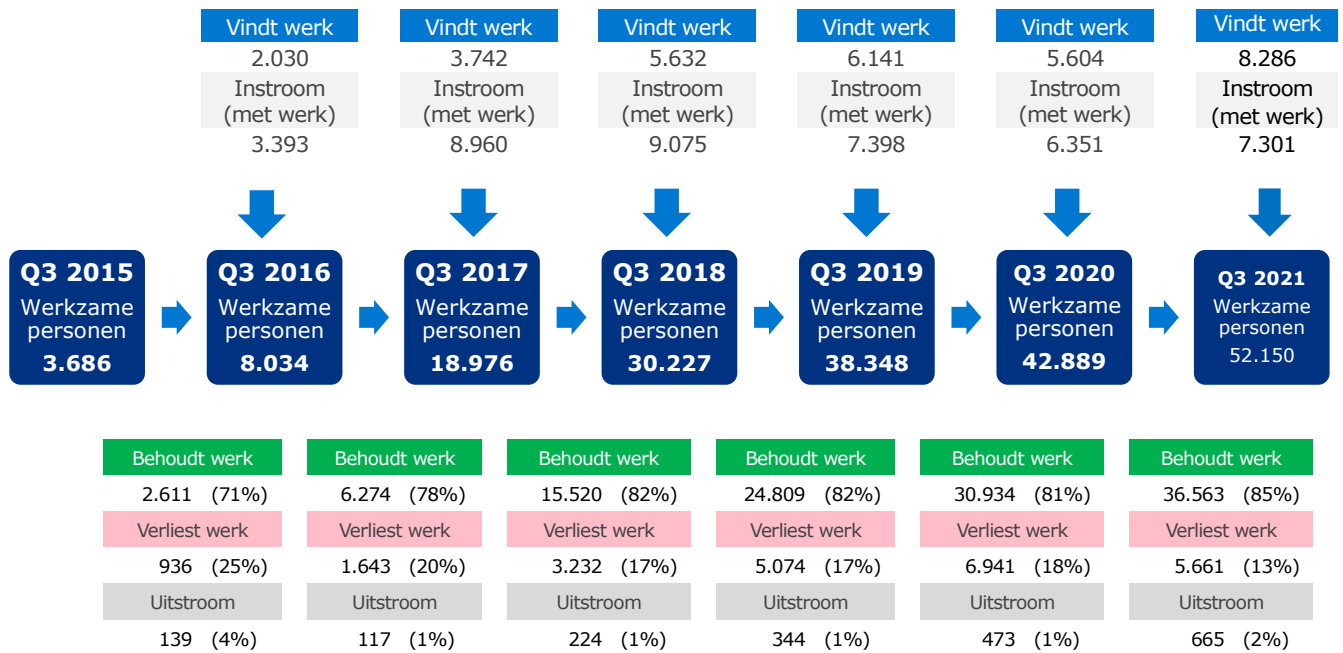 Vindt werk Vindt werk Vindt werk Vindt werk Vindt werk Vindt werk
2.030 3.742 5.632 6.141 5.604 8.286
Instroom Instroom Instroom Instroom Instroom Instroom
(met werk) (met werk) (met werk) (met werk) (met werk) (met werk)
3.393 8.960 9.075 7.398 6.351 7.301
Q3 2015 Q3 2016 Q3 2017 Q3 2018 Q3 2019 Q3 2020 Q3 2021
Werkzame Werkzame Werkzame Werkzame Werkzame Werkzame Werkzame
personen personen personen personen personen personen personen
3.686 8.034 18.976 30.227 38.348 42.889 52.150
Behoudt werk Behoudt werk Behoudt werk Behoudt werk Behoudt werk Behoudt werk
2.611 (71%) 6.274 (78%) 15.520 (82%) 24.809 (82%) 30.934 (81%) 36.563 (85%)
Verliest werk Verliest werk Verliest werk Verliest werk Verliest werk Verliest werk
936 (25%) 1.643 (20%) 3.232 (17%) 5.074 (17%) 6.941 (18%) 5.661 (13%)
Uitstroom Uitstroom Uitstroom Uitstroom Uitstroom Uitstroom
139 (4%) 117 (1%) 224 (1%) 344 (1%) 473 (1%) 665 (2%)